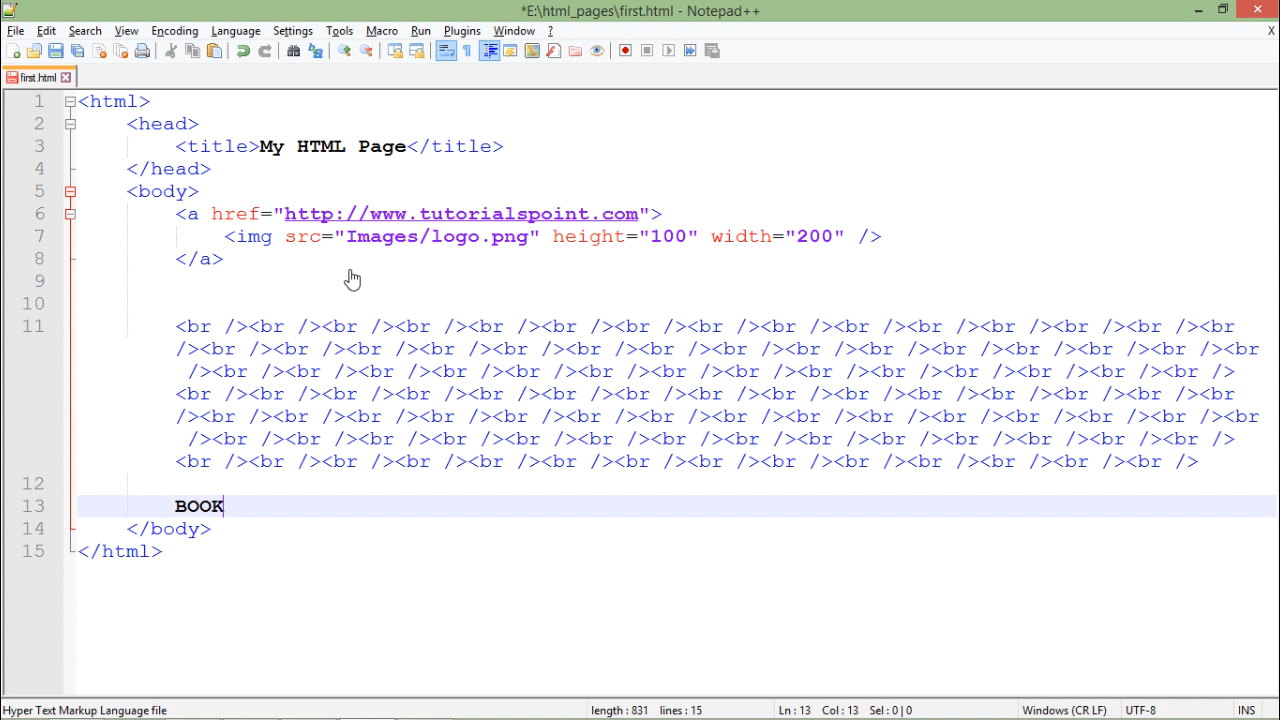 *E:\html_pages\first.html - Notepad++
File Edit Search View Encoding Language Settings Tools Macro Run Plugins Window ? X
first.html
1 <html>
2 <head>
3 <title>My HTML Page</title>
4 </head>
5 <body>
6 <a href="http://www.tutorialspoint.com">
7 <img src="Images/logo.png" height="100" width="200" />
8 </a>
9
10
11 <br /><br /><br /><br /><br /><br /><br /><br /><br /><br /><br /><br /><br /><br /><br
/><br /><br /><br /><br /><br /><br /><br /><br /><br /><br /><br /><br /><br /><br /><br
/><br /><br /><br /><br /><br /><br /><br /><br /><br /><br /><br /><br /><br /><br />
<br /><br /><br /><br /><br /><br /><br /><br /><br /><br /><br /><br /><br /><br /><br
/><br /><br /><br /><br /><br /><br /><br /><br /><br /><br /><br /><br /><br /><br /><br
/><br /><br /><br /><br /><br /><br /><br /><br /><br /><br /><br /><br /><br /><br />
<br /><br /><br /><br /><br /><br /><br /><br /><br /><br /><br /><br /><br /><br />
12
13 BOOK
14 </body>
15 </html>
Hyper Text Markup Language file length : 831 lines : 15 Ln : 13 Col : 13 Sel : 0 | 0 Windows (CR LF) UTF-8 INS